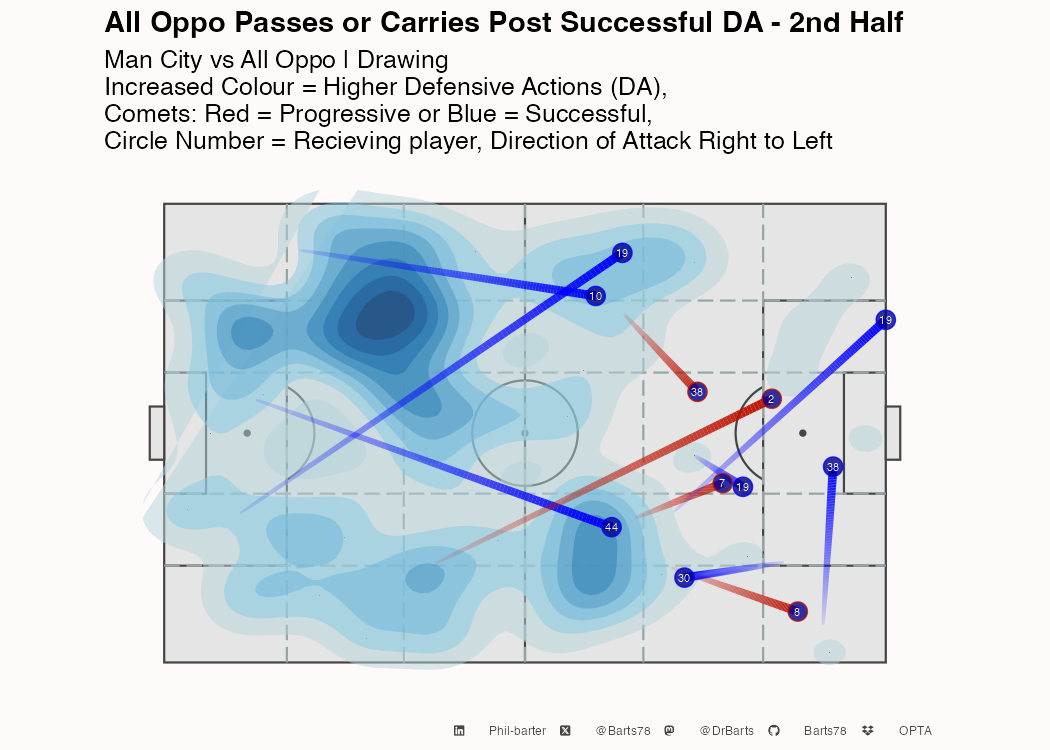 All Oppo Passes or Carries Post Successful DA - 2nd Half
Man City vs All Oppo | Drawing
Increased Colour = Higher Defensive Actions (DA),
Comets: Red = Progressive or Blue = Successful,
Circle Number = Recieving player, Direction of Attack Right to Left
19
10
19
38
2
38
7
19
44
30
8
Phil-barter @Barts78 @DrBarts Barts78 OPTA